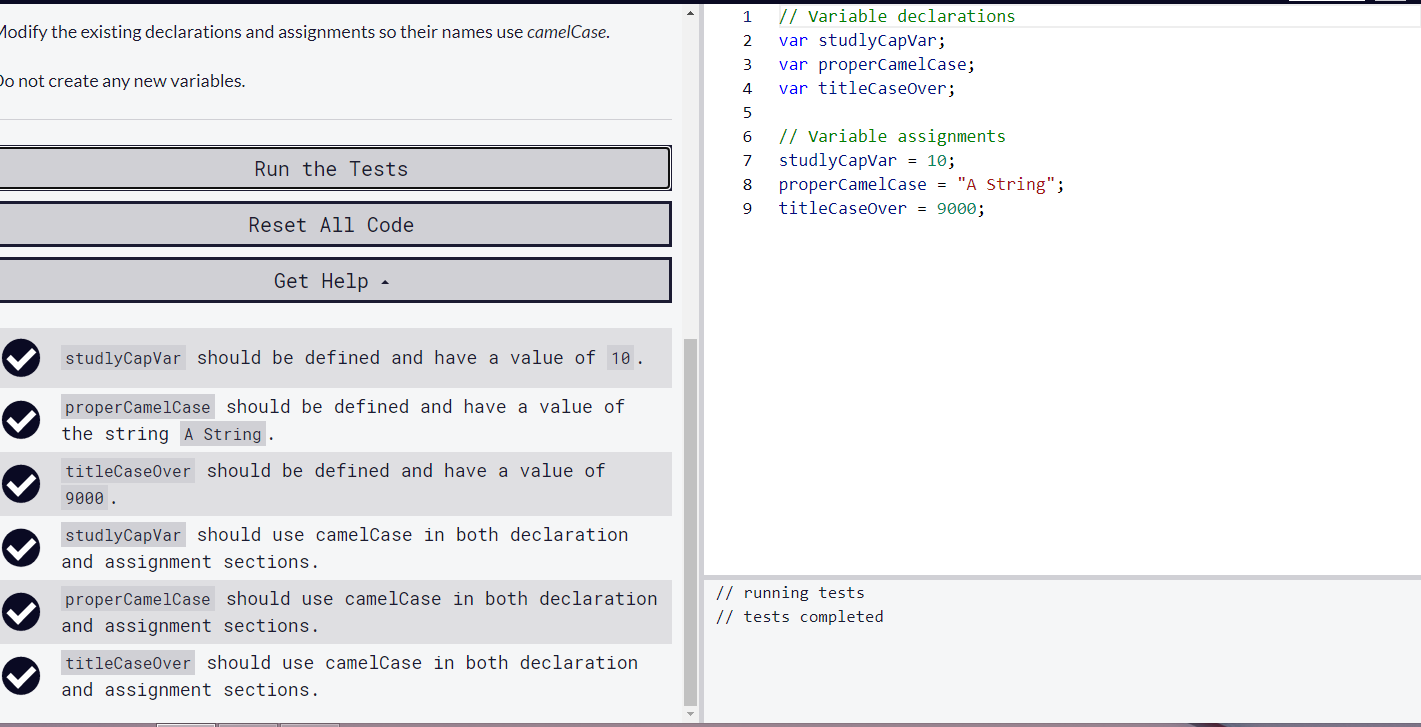 Modify the existing declarations and assignments so their names use camelCase.
Do not create any new variables.
Run the Tests
Reset All Code
Get Help
studlyCapVar should be defined and have a value of 10.
properCamelCase should be defined and have a value of
the string A String.
titleCaseOver should be defined and have a value of
9000.
studlyCapVar should use camelCase in both declaration
and assignment sections.
properCamelCase should use camelCase in both declaration
and assignment sections.
titleCaseOver should use camelCase in both declaration
and assignment sections.
1 // Variable declarations
2 var studlyCapVar;
3 var properCamelCase;
4 var titleCaseOver;
5
6 // Variable assignments
7 studlyCapVar = 10;
8 properCamelCase = "A String";
9 titleCaseOver = 9000;
// running tests
// tests completed